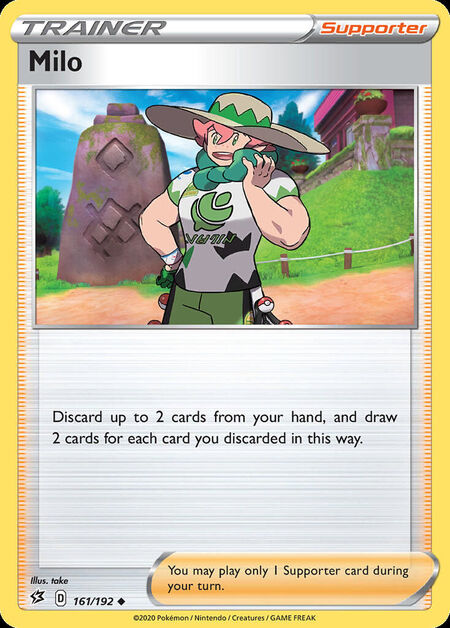 TRAINER Supporter
Milo
Discard up to 2 cards from your hand, and draw
2 cards for each card you discarded in this way.
Illus. take
You may play only 1 Supporter card during
your turn.
D 161/192
©2020 Pokémon / Nintendo / Creatures / GAME FREAK